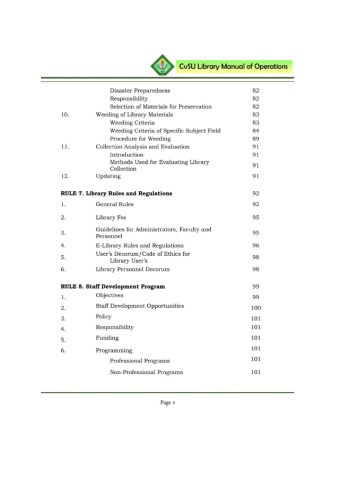 CvSU Library Manual of Operations
Disaster Preparedness 82
Responsibility 82
Selection of Materials for Preservation 82
10. Weeding of Library Materials 83
Weeding Criteria 83
Weeding Criteria of Specific Subject Field 84
Procedure for Weeding 89
11. Collection Analysis and Evaluation 91
Introduction 91
Methods Used for Evaluating Library
Collection 91
12. Updating 91
RULE 7. Library Rules and Regulations 92
1. General Rules 92
2. Library Fee 95
3. Guidelines for Administrators, Faculty and
Personnel 95
4. E-Library Rules and Regulations 96
5. User's Decorum/Code of Ethics for
Library User's 98
6. Library Personnel Decorum 98
RULE 8. Staff Development Program 99
1. Objectives 99
2. Staff Development Opportunities 100
3. Policy 101
4. Responsibility 101
5. Funding 101
6. Programming 101
Professional Programs 101
Non-Professional Programs 101
Page v